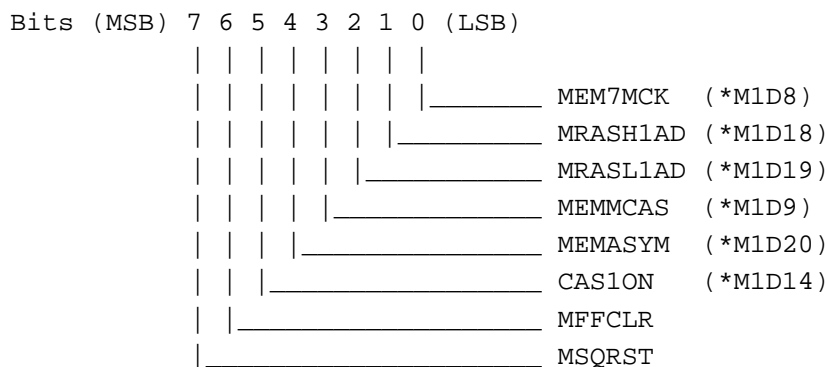 Bits (MSB) 7 6 5 4 3 2 1 0 (LSB)
MEM7MCK (*M1D8)
MRASH1AD (*M1D18)
MRASL1AD (*M1D19)
MEMMCAS (*M1D9)
MEMASYM (*M1D20)
CAS1ON (*M1D14)
MFFCLR
MSQRST